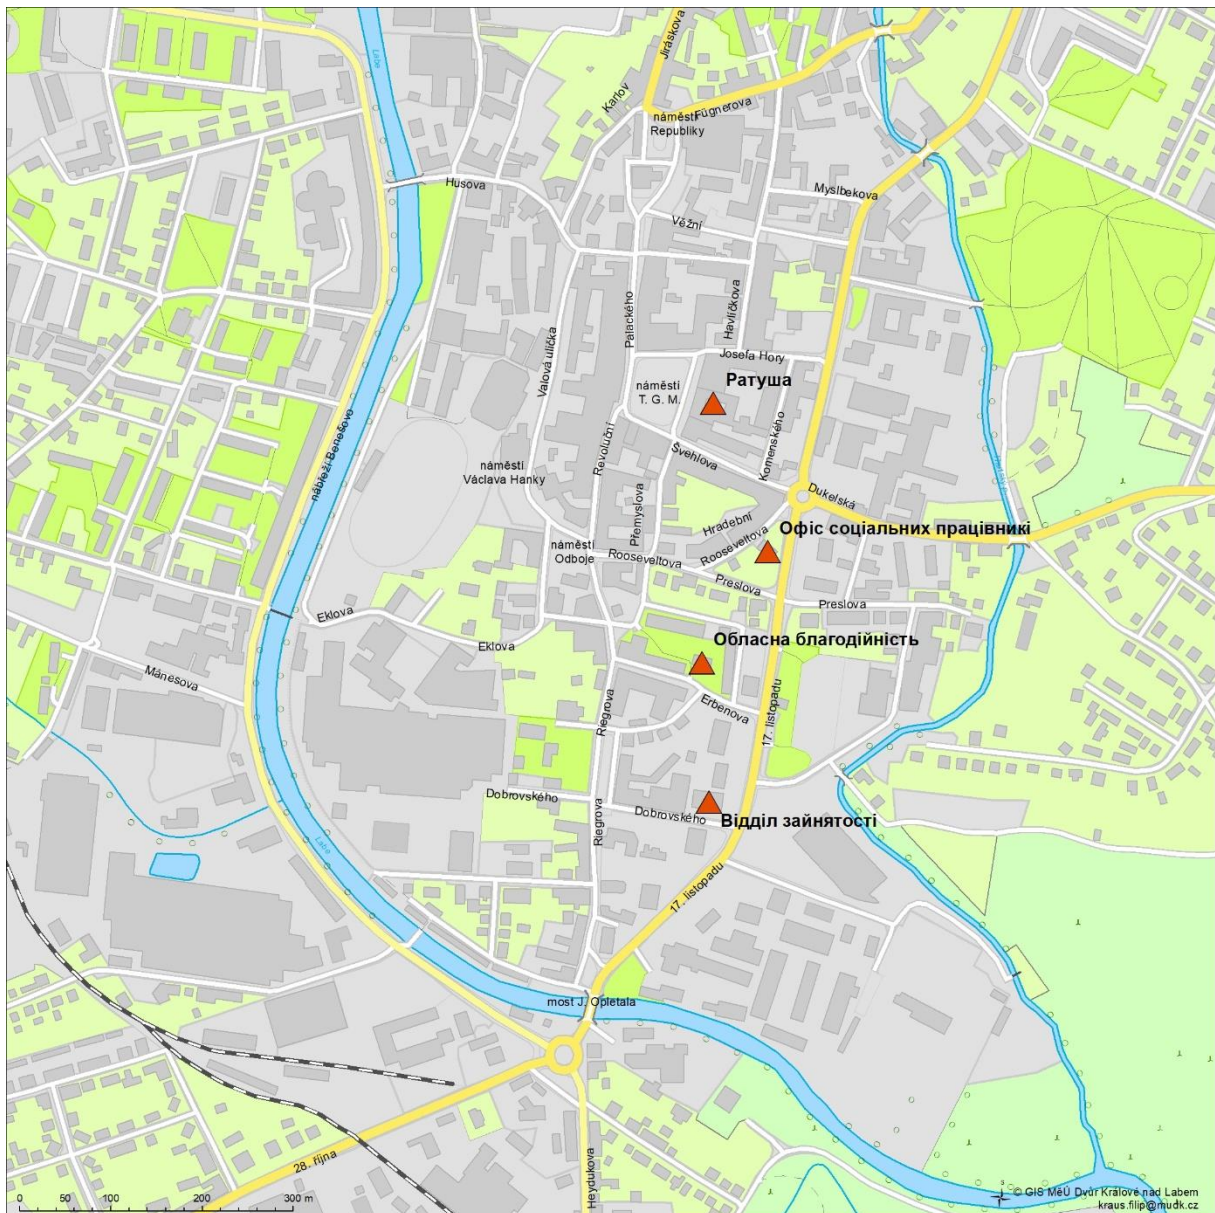 Labe
Jiráskova
Karlov
Fügnerova
náměstí
Republiky
Husova
Myslbekova
Věžní
Palackého
Havlíčkova
Valová ulička
Josefa Hory
Ратуша
náměstí
T. G. M.
Revoluční
Komenského
Švehlova
nábřeží Benešovo
náměstí
Václava Hanky
Dukelská
Přemyslova
Hradební
Офіс соціальних працівникі
Rooseveltova
náměstí
Odboje
Rooseveltova
Preslova
Preslova
Eklova
Eklova
Обласна благодійність
Mánesova
Erbenova
17. listopadu
Riegrova
Dobrovského
Dobrovského
Відділ зайнятості
Riegrova
Labe
17. listopadu
most J. Opletala
28. října
Heydukova
0 50 100 200 300 m
© GIS MěÚ Dvůr Králové nad Labem
kraus.filip@mudk.cz